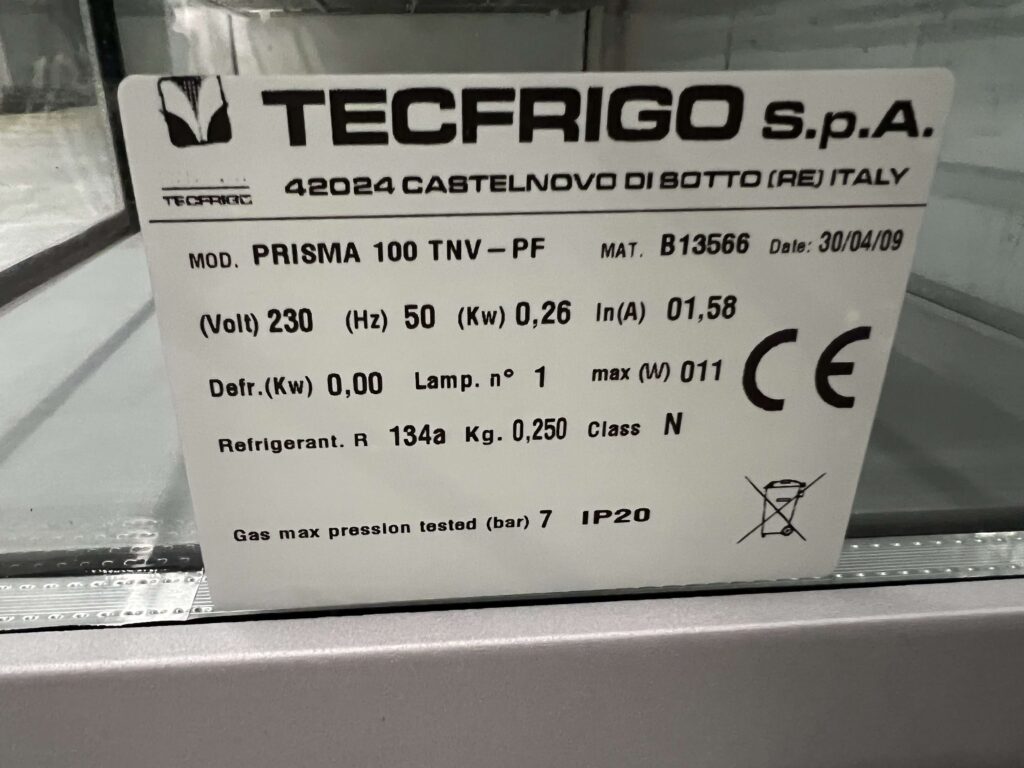 TECFRIGO S.p.A.
TECFRIGO
42024 CASTELNOVO DI SOTTO (RE) ITALY
MOD. PRISMA 100 TNV-PF MAT. B13566 Date: 30/04/09
(Volt) 230 (Hz) 50 (Kw) 0,26 In(A) 01,58
Defr.(Kw) 0,00 Lamp. n° 1 max (W) 011
CE
Refrigerant. R 134a Kg. 0,250 Class N
Gas max pression tested (bar) 7 IP20